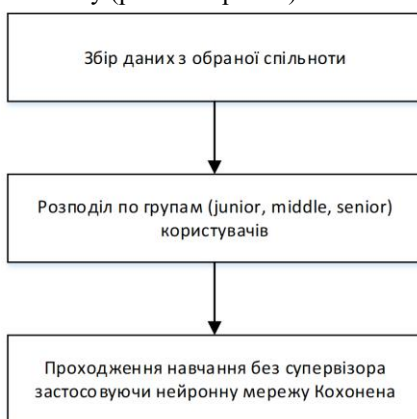 Збір даних з обраної спільноти
Розподіл по групам (junior, middle, senior)
користувачів
Проходження навчання без супервізора
застосовуючи нейронну мережу Кохонена